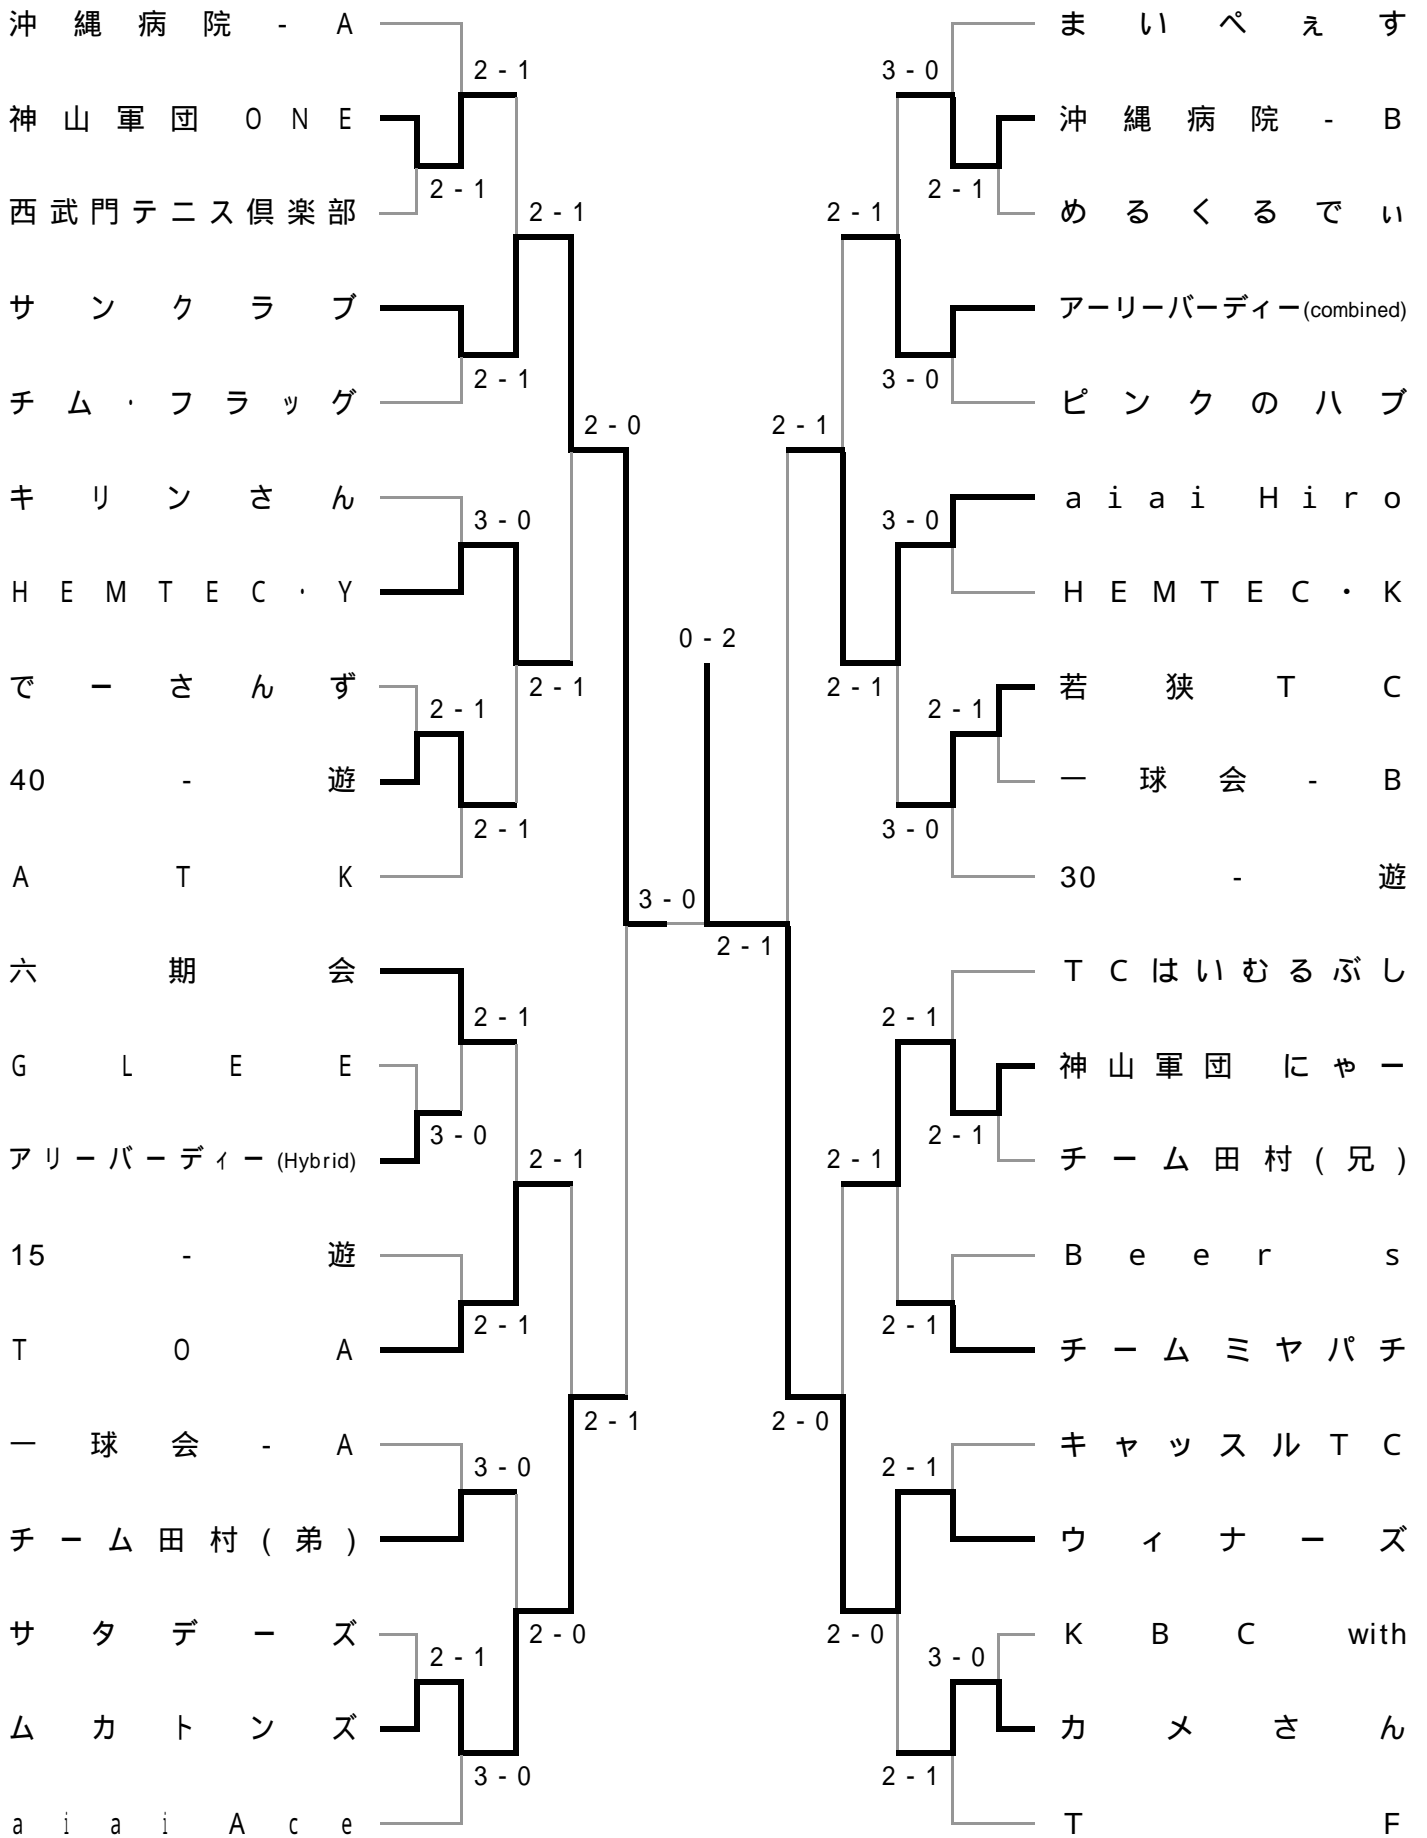 沖縄病院-A
2-1
神山軍団 ONE
2-1
西武門テニス倶楽部
2-1
サンクラブ
2-1
チム・フラッグ
2-0
キリンさん
3-0
HEMTEC・Y
2-1
でーさんず
2-1
40-遊
2-1
ATK
3-0
六期会
2-1
GLEE
3-0
アリーバーディー(Hybrid)
2-1
15-遊
2-1
TOA
2-1
一球会-A
3-0
チーム田村(弟)
2-0
サタデーズ
2-1
ムカトンズ
3-0
aiai Ace
0-2
2-1
まいぺぇす
3-0
沖縄病院-B
2-1
めるくるでぃ
2-1
アーリーバーディー(combined)
3-0
ピンクのハブ
2-1
aiai Hiro
3-0
HEMTEC・K
2-1
若狭TC
2-1
一球会-B
3-0
30-遊
TCはいむるぶし
2-1
神山軍団 にゃー
2-1
チーム田村(兄)
2-1
Beer s
2-1
チームミヤパチ
2-0
キャッスルTC
2-1
ウィナーズ
2-0
KBC with
3-0
カメさん
2-1
TF